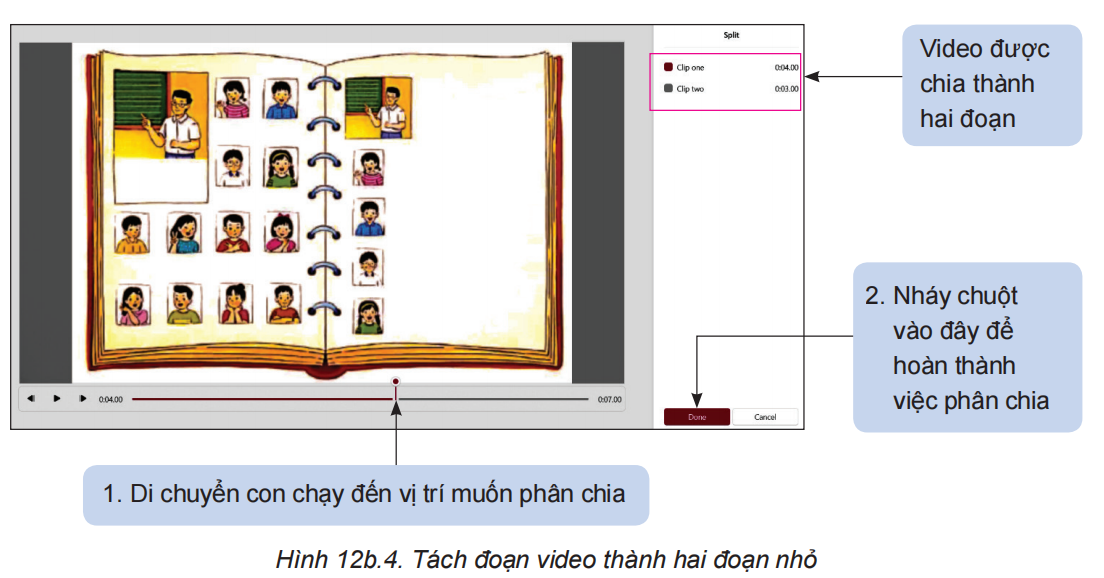 Split
Clip one 0:04.00
Clip two 0:03.00
Video được
chia thành
hai đoạn
2. Nháy chuột
vào đây để
hoàn thành
việc phân chia
0:04.00 0:07.00
Done Cancel
1. Di chuyển con chạy đến vị trí muốn phân chia
Hình 12b.4. Tách đoạn video thành hai đoạn nhỏ